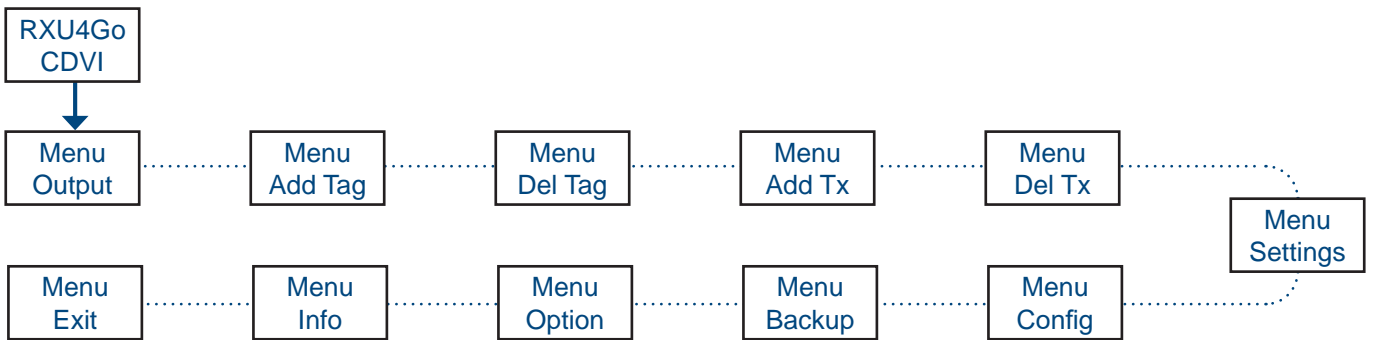 RXU4Go
CDVI
Menu
Output
Menu
Add Tag
Menu
Del Tag
Menu
Add Tx
Menu
Del Tx
Menu
Settings
Menu
Config
Menu
Backup
Menu
Option
Menu
Info
Menu
Exit